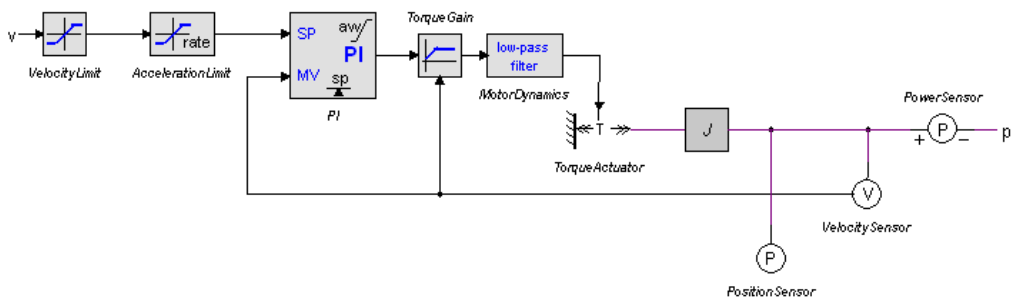 v
VelocityLimit
rate
AccelerationLimit
SP
MV
aw
PI
sp
PI
TorqueGain
low-pass
filter
MotorDynamics
T
TorqueActuator
J
PowerSensor
P
+
–
p
V
VelocitySensor
P
PositionSensor